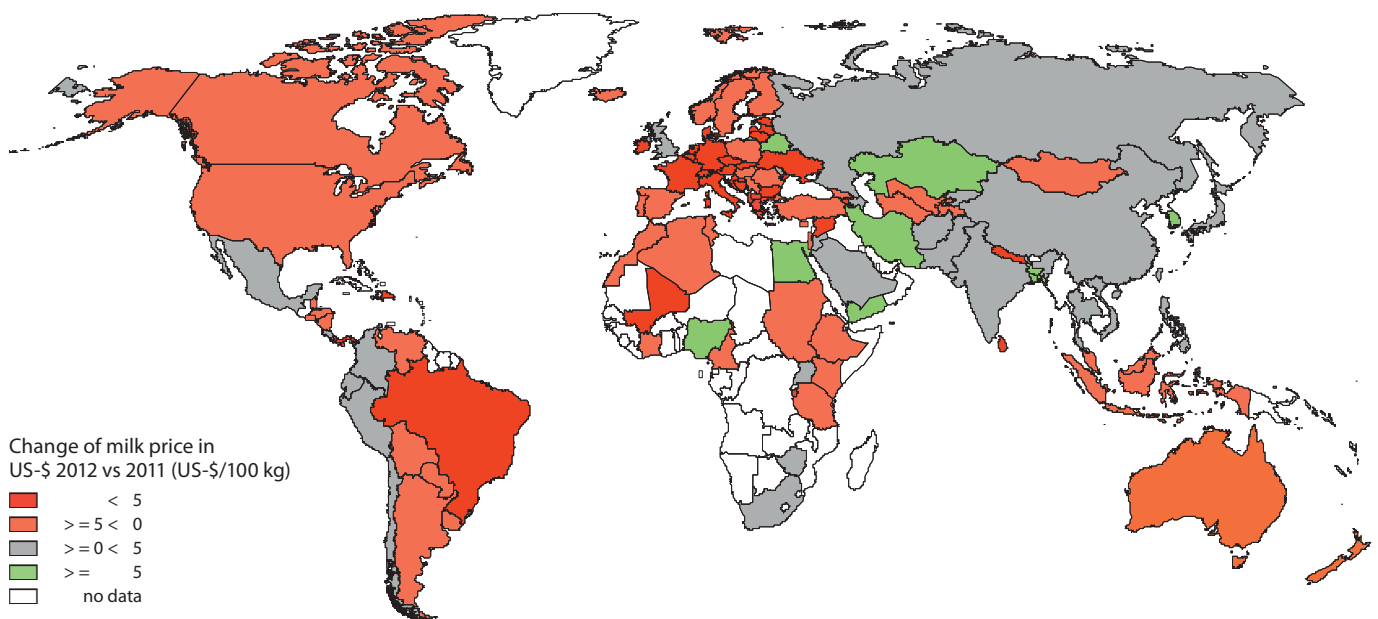 Change of milk price in
US-$ 2012 vs 2011 (US-$/100 kg)
< 5
> = 5 < 0
> = 0 < 5
> = 5
no data